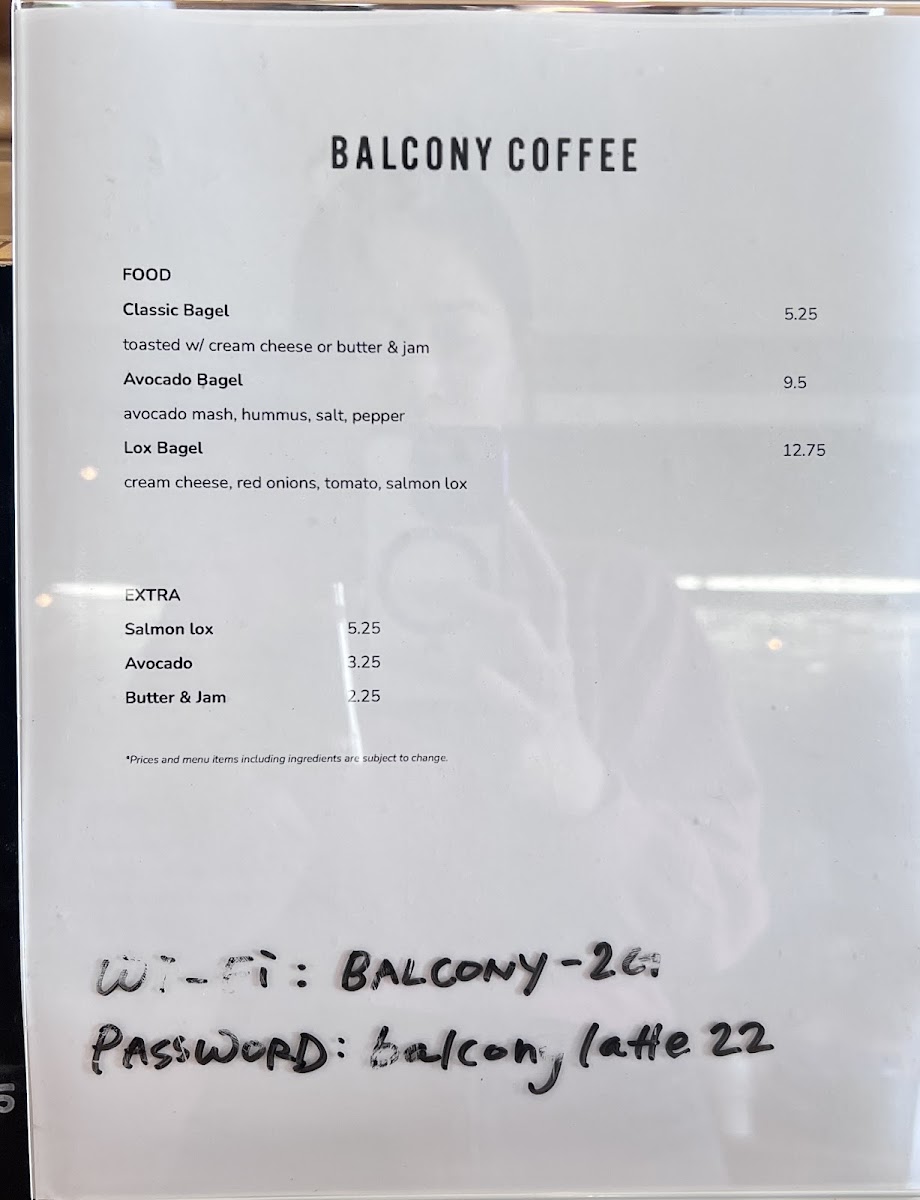 BALCONY COFFEE
FOOD
Classic Bagel 5.25
toasted w/ cream cheese or butter & jam
Avocado Bagel 9.5
avocado mash, hummus, salt, pepper
Lox Bagel 12.75
cream cheese, red onions, tomato, salmon lox
EXTRA
Salmon lox 5.25
Avocado 3.25
Butter & Jam 2.25
*Prices and menu items including ingredients are subject to change.
Wi-Fi: BALCONY-2G
PASSWORD: balcony latte 22